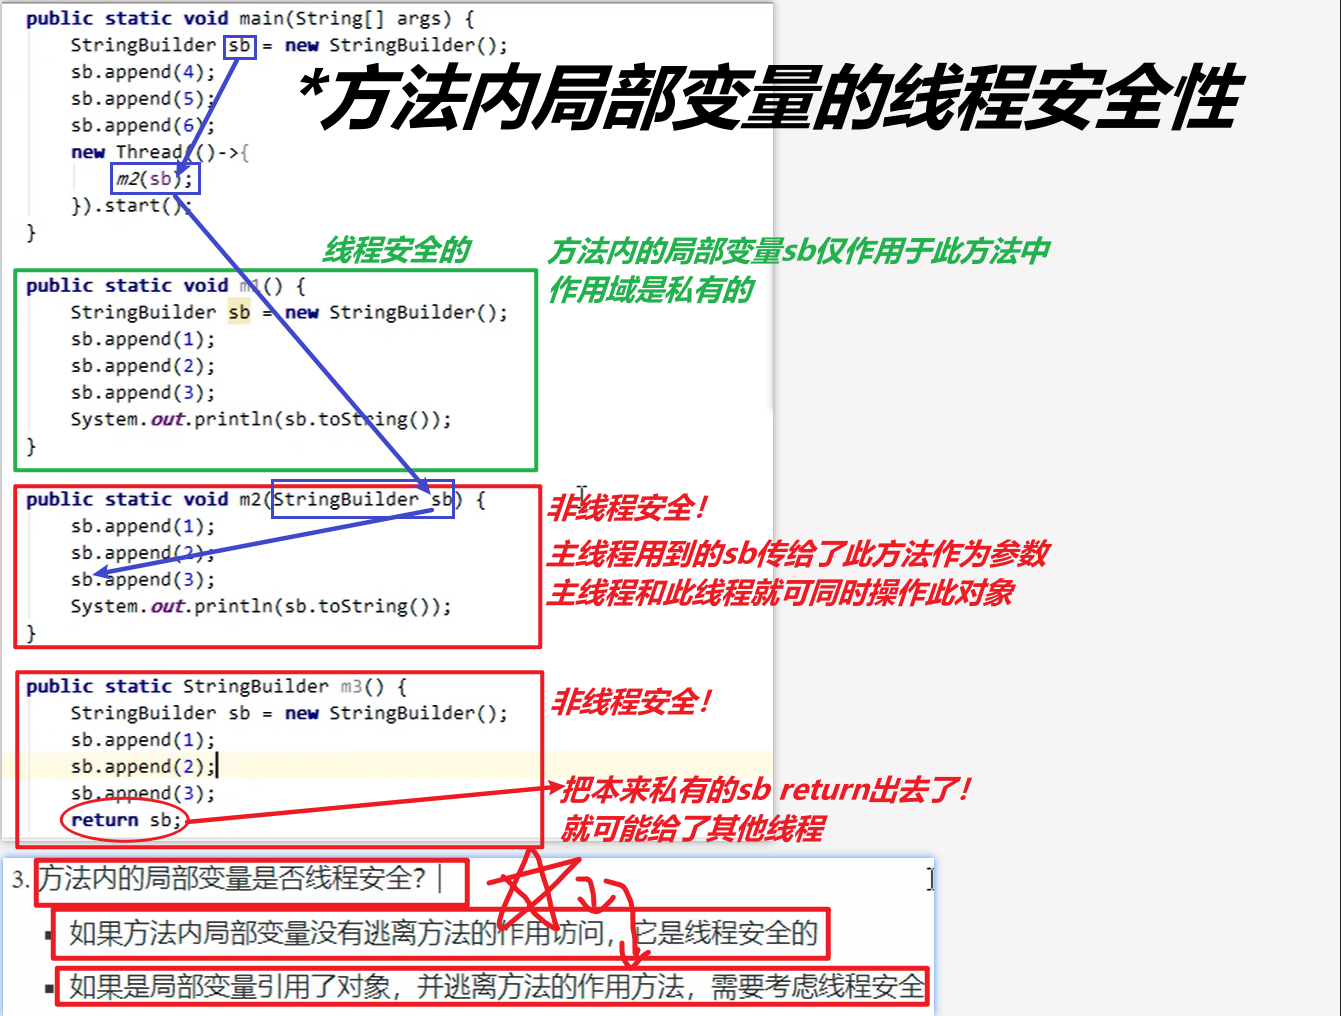 public static void main(String[] args) {
StringBuilder sb = new StringBuilder();
sb.append(4);
sb.append(5);
sb.append(6);
new Thread(()->{
m2(sb);
}).start();
}
*方法内局部变量的线程安全性
线程安全的
方法内的局部变量sb仅作用于此方法中
作用域是私有的
public static void m1() {
StringBuilder sb = new StringBuilder();
sb.append(1);
sb.append(2);
sb.append(3);
System.out.println(sb.toString());
}
public static void m2(StringBuilder sb) {
sb.append(1);
sb.append(2);
sb.append(3);
System.out.println(sb.toString());
}
非线程安全！
主线程用到的sb传给了此方法作为参数
主线程和此线程就可同时操作此对象
public static StringBuilder m3() {
StringBuilder sb = new StringBuilder();
sb.append(1);
sb.append(2);
sb.append(3);
return sb;
非线程安全！
把本来私有的sb return出去了！
就可能给了其他线程
3. 方法内的局部变量是否线程安全？
▪ 如果方法内局部变量没有逃离方法的作用访问，它是线程安全的
▪ 如果是局部变量引用了对象，并逃离方法的作用方法，需要考虑线程安全